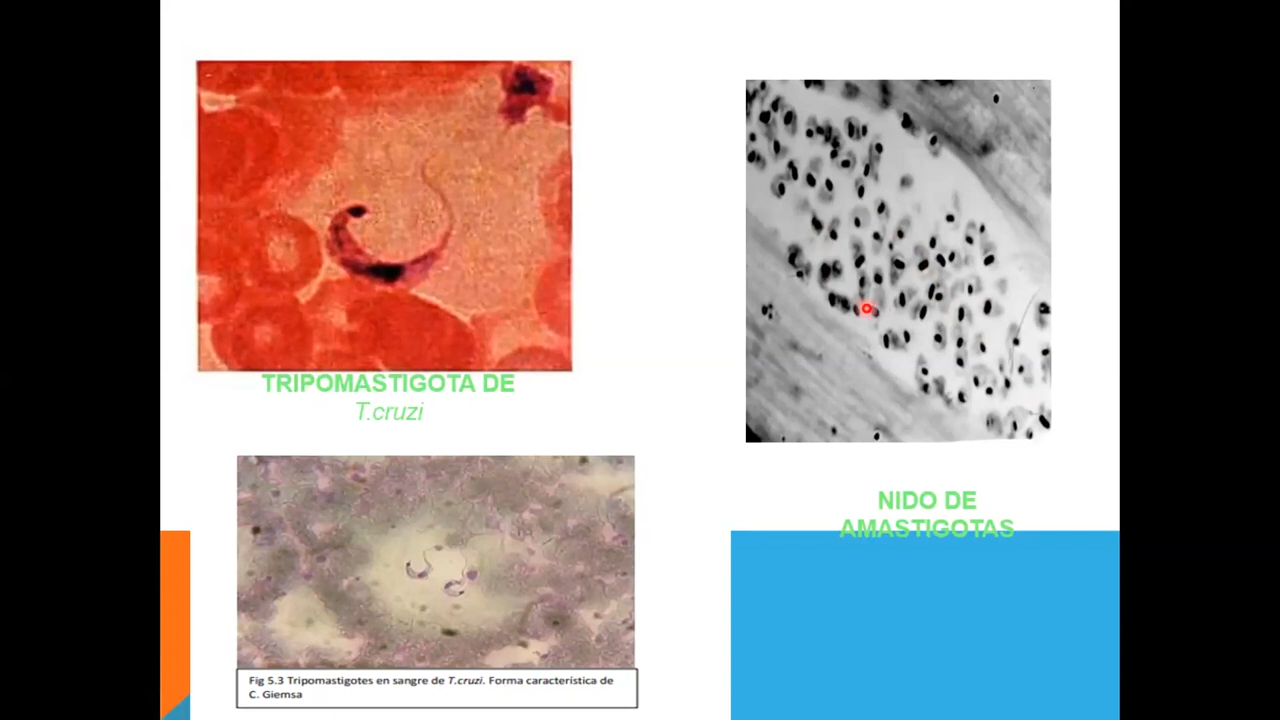 TRIPOMASTIGOTA DE
T.cruzi
NIDO DE
AMASTIGOTAS
Fig 5.3 Tripomastigotes en sangre de T.cruzi. Forma característica de
C. Giemsa